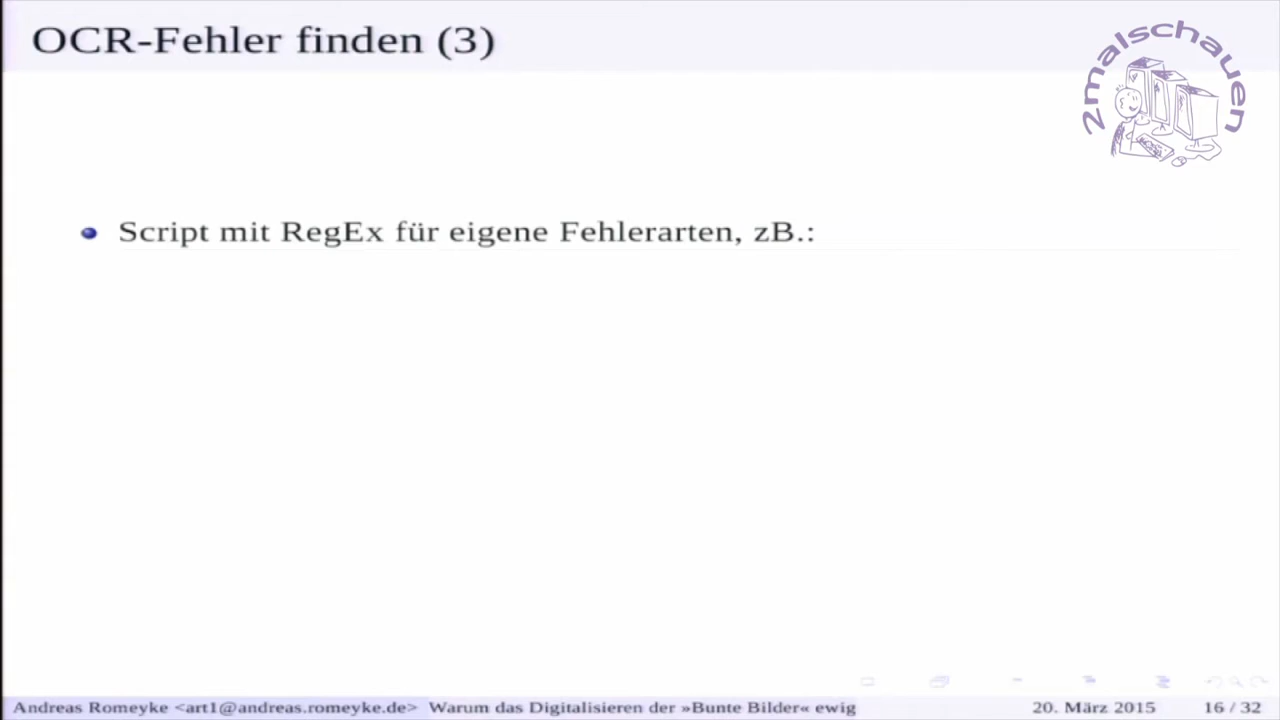 OCR-Fehler finden (3)
2malschauen
Script mit RegEx für eigene Fehlerarten, zB.:
Andreas Romeyke <art1@andreas.romeyke.de> Warum das Digitalisieren der »Bunte Bilder« ewig 20. März 2015 16 / 32